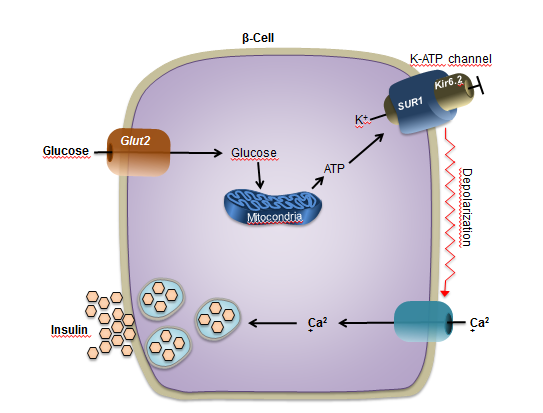 β-Cell
K-ATP channel
Kir6.2
SUR1
K+
Glut2
Glucose
Glucose
ATP
Mitocondria
Depolarization
Insulin
Ca2
+
Ca2
+